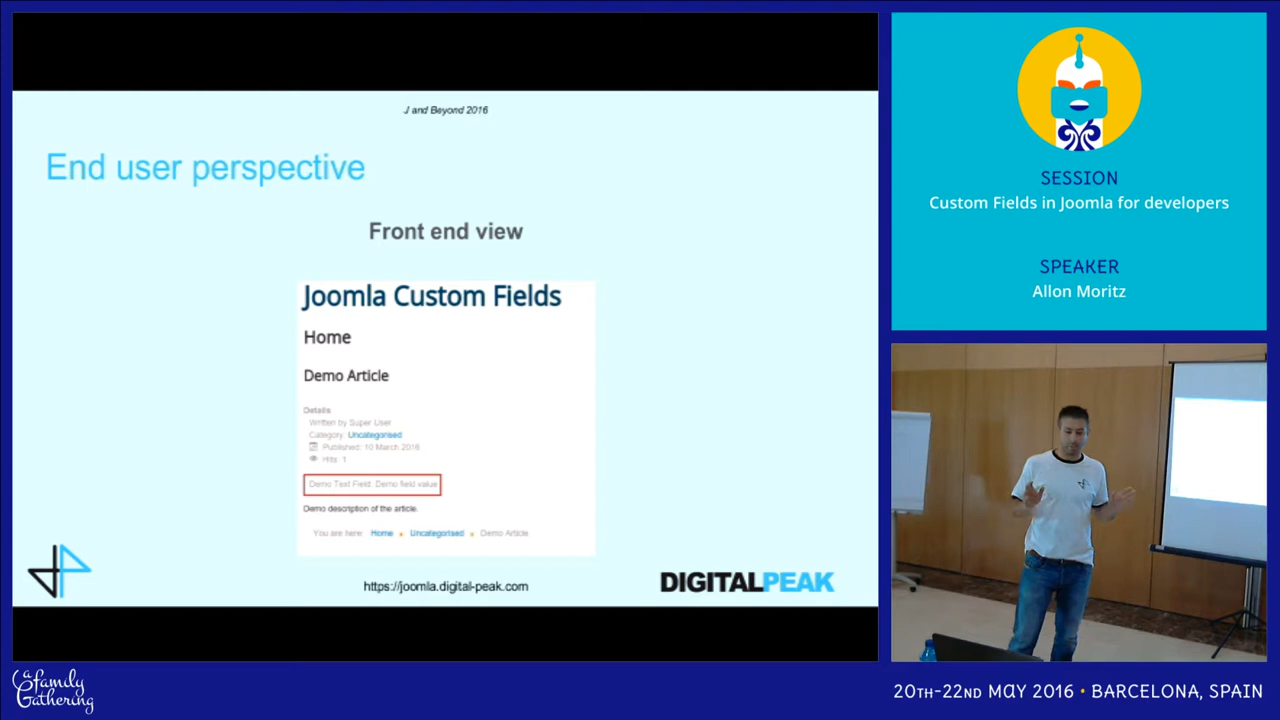 J and Beyond 2016
End user perspective
Front end view
Joomla Custom Fields
Home
Demo Article
Details
Written by Super User
Category: Uncategorised
Published: 10 March 2016
Hits: 1
Demo Text Field: Demo field value
Demo description of the article.
You are here: Home Uncategorised Demo Article
https://joomla.digital-peak.com
DIGITALPEAK
SESSION
Custom Fields in Joomla for developers
SPEAKER
Allon Moritz
a family Gathering
20TH-22ND MAY 2016 • BARCELONA, SPAIN